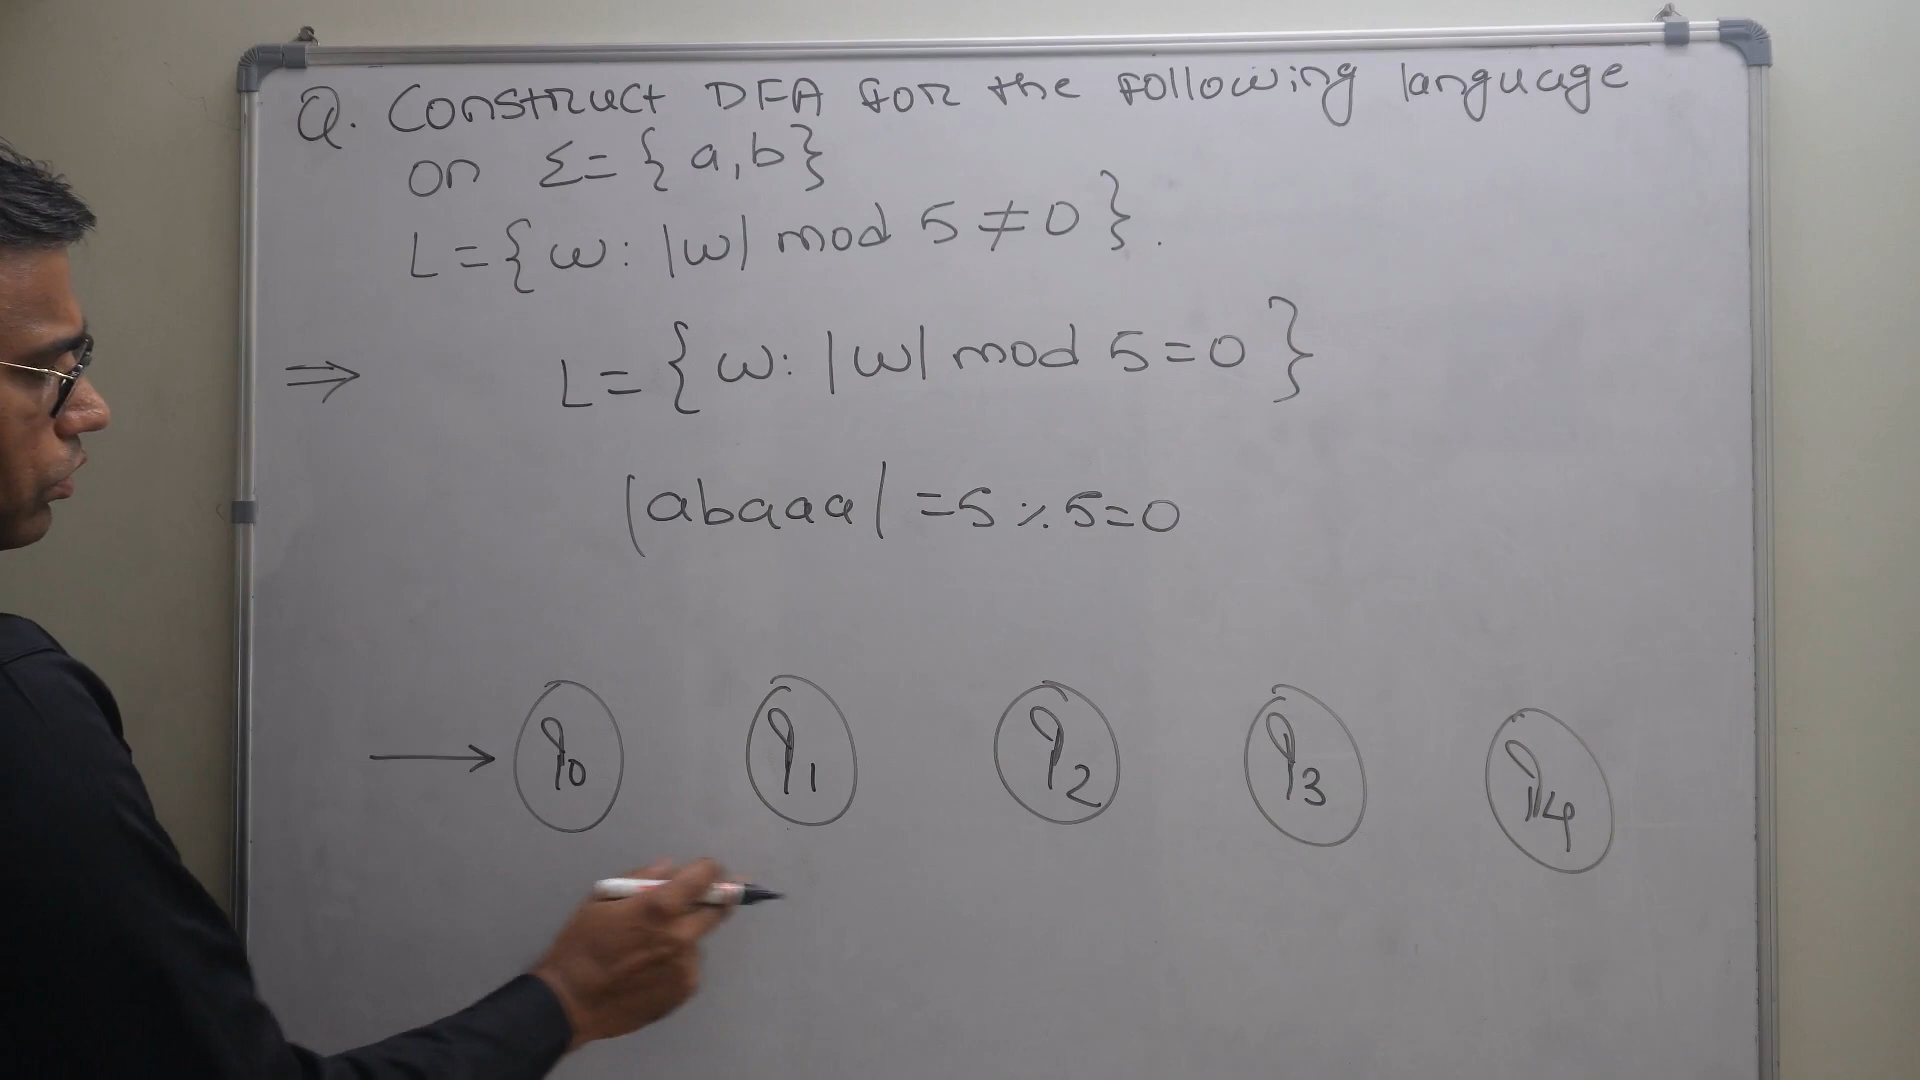 Q. Construct DFA for the following language
on Σ = { a, b }
L = { w : |w| mod 5 ≠ 0 } .
⇒ L = { w : |w| mod 5 = 0 }
|abaaa| = 5 % 5 = 0
→ q0 q1 q2 q3 q4